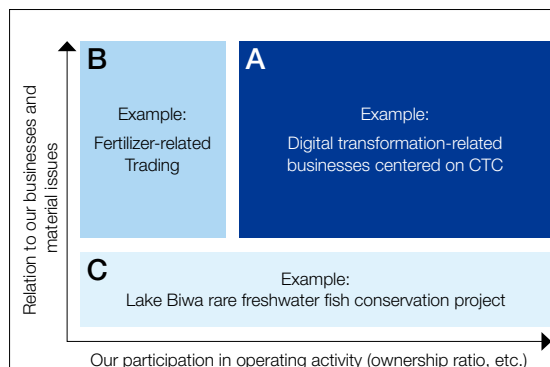 Relation to our businesses and
material issues
B
Example:
Fertilizer-related
Trading
A
Example:
Digital transformation-related
businesses centered on CTC
C
Example:
Lake Biwa rare freshwater fish conservation project
Our participation in operating activity (ownership ratio, etc.)